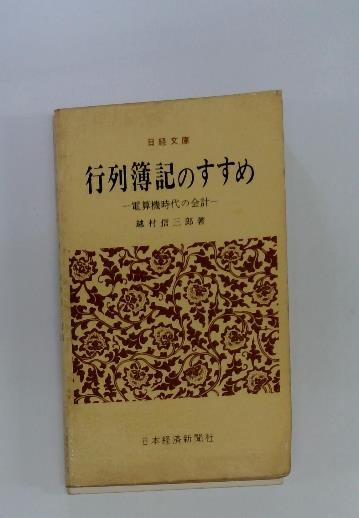 日経文庫
行列簿記のすすめ
―電算機時代の会計―
越村信三郎著
日本経済新聞社